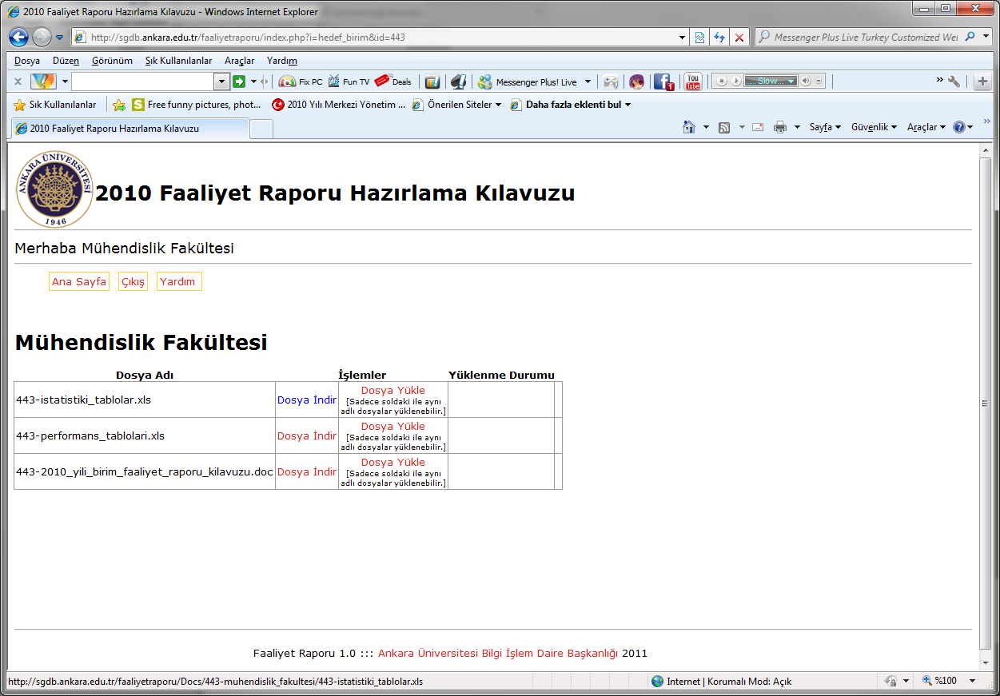 2010 Faaliyet Raporu Hazırlama Kılavuzu - Windows Internet Explorer
http://sgdb.ankara.edu.tr/faaliyetraporu/index.php?i=hedef_birim&id=443
Messenger Plus Live Turkey Customized Wel
Dosya Düzen Görünüm Sık Kullanılanlar Araçlar Yardım
Fix PC Fun TV Deals Messenger Plus! Live 1 You Tube Slow...
Sık Kullanılanlar Free funny pictures, phot... 2010 Yılı Merkezi Yönetim ... Önerilen Siteler Daha fazla eklenti bul
2010 Faaliyet Raporu Hazırlama Kılavuzu Sayfa Güvenlik Araçlar
ANKARA ÜNİVERSİTESİ
1946
2010 Faaliyet Raporu Hazırlama Kılavuzu
Merhaba Mühendislik Fakültesi
Ana Sayfa Çıkış Yardım
Mühendislik Fakültesi
Dosya Adı İşlemler Yüklenme Durumu
443-istatistiki_tablolar.xls Dosya İndir Dosya Yükle
[Sadece soldaki ile aynı
adlı dosyalar yüklenebilir.]
443-performans_tablolari.xls Dosya İndir Dosya Yükle
[Sadece soldaki ile aynı
adlı dosyalar yüklenebilir.]
443-2010_yili_birim_faaliyet_raporu_kilavuzu.doc Dosya İndir Dosya Yükle
[Sadece soldaki ile aynı
adlı dosyalar yüklenebilir.]
Faaliyet Raporu 1.0 ::: Ankara Üniversitesi Bilgi İşlem Daire Başkanlığı 2011
http://sgdb.ankara.edu.tr/faaliyetraporu/Docs/443-muhendislik_fakultesi/443-istatistiki_tablolar.xls Internet | Korumalı Mod: Açık %100